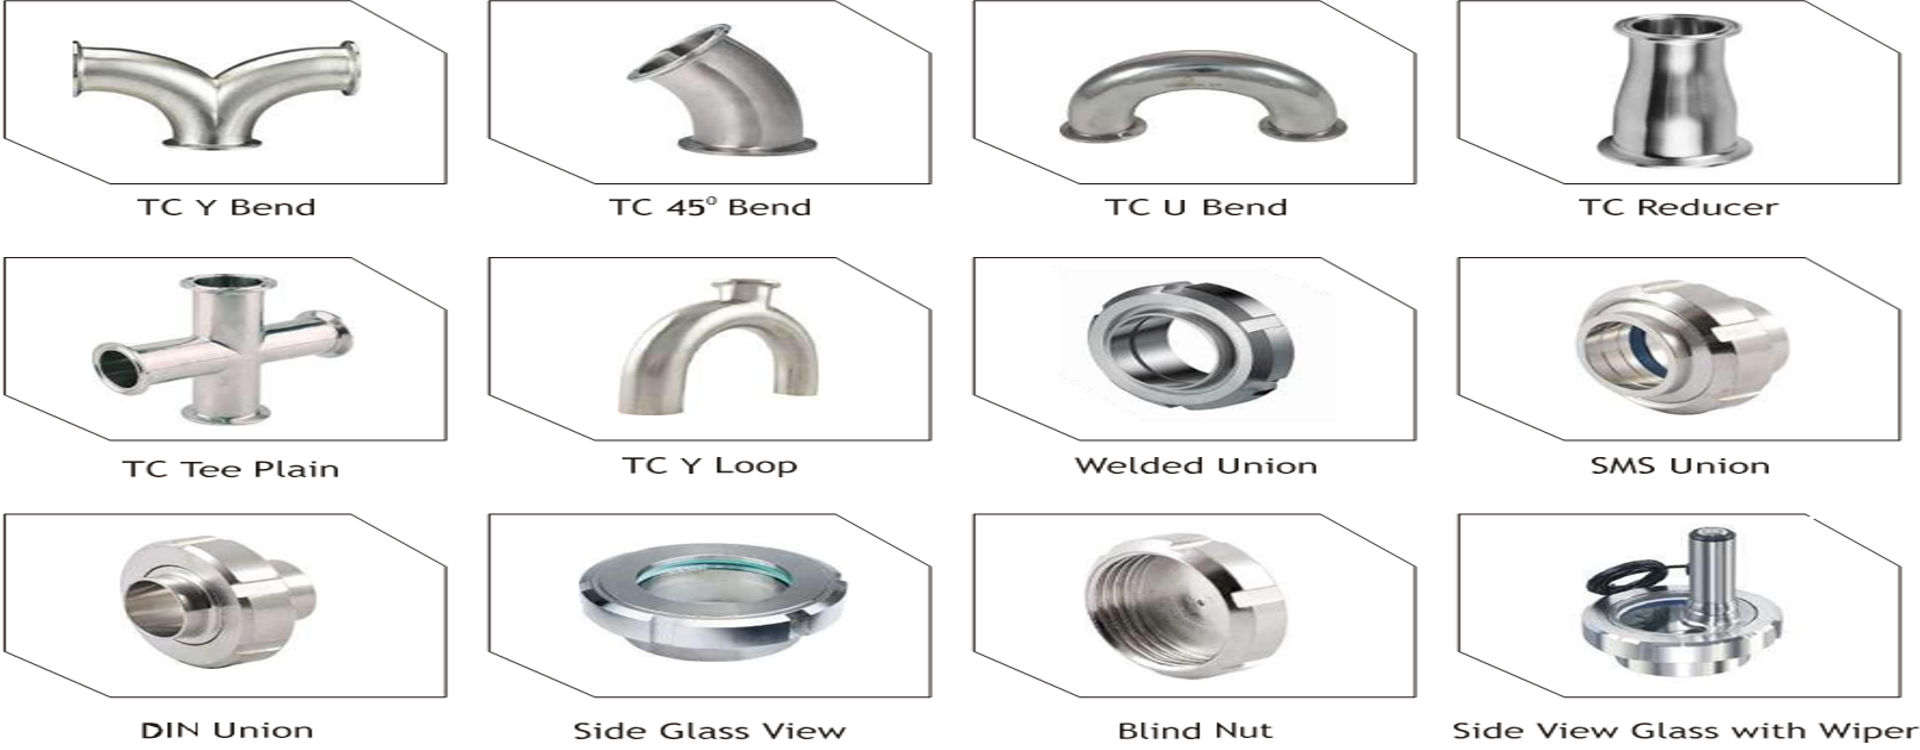 TC Y Bend
TC 45⁰ Bend
TC U Bend
TC Reducer
TC Tee Plain
TC Y Loop
Welded Union
SMS Union
DIN Union
Side Glass View
Blind Nut
Side View Glass with Wiper